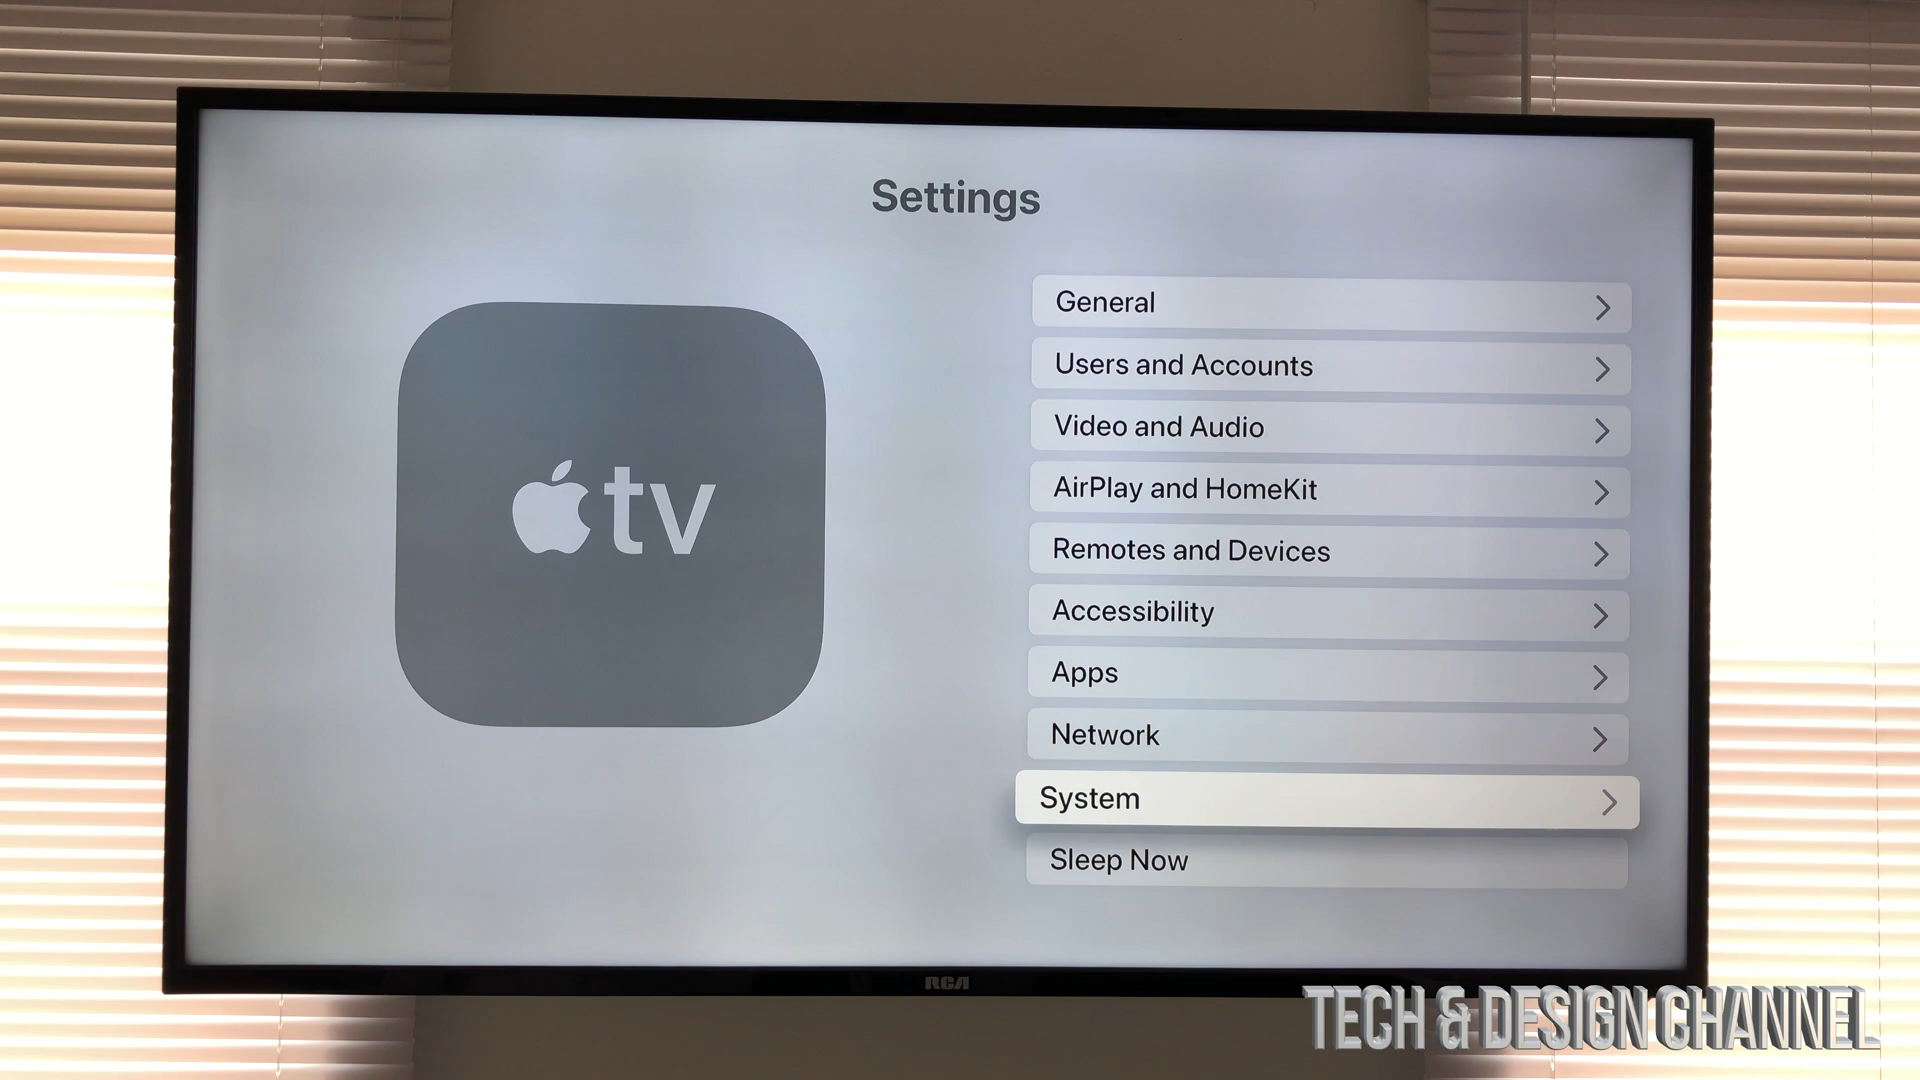 Settings
tv
General
Users and Accounts
Video and Audio
AirPlay and HomeKit
Remotes and Devices
Accessibility
Apps
Network
System
Sleep Now
RCA
TECH & DESIGN CHANNEL